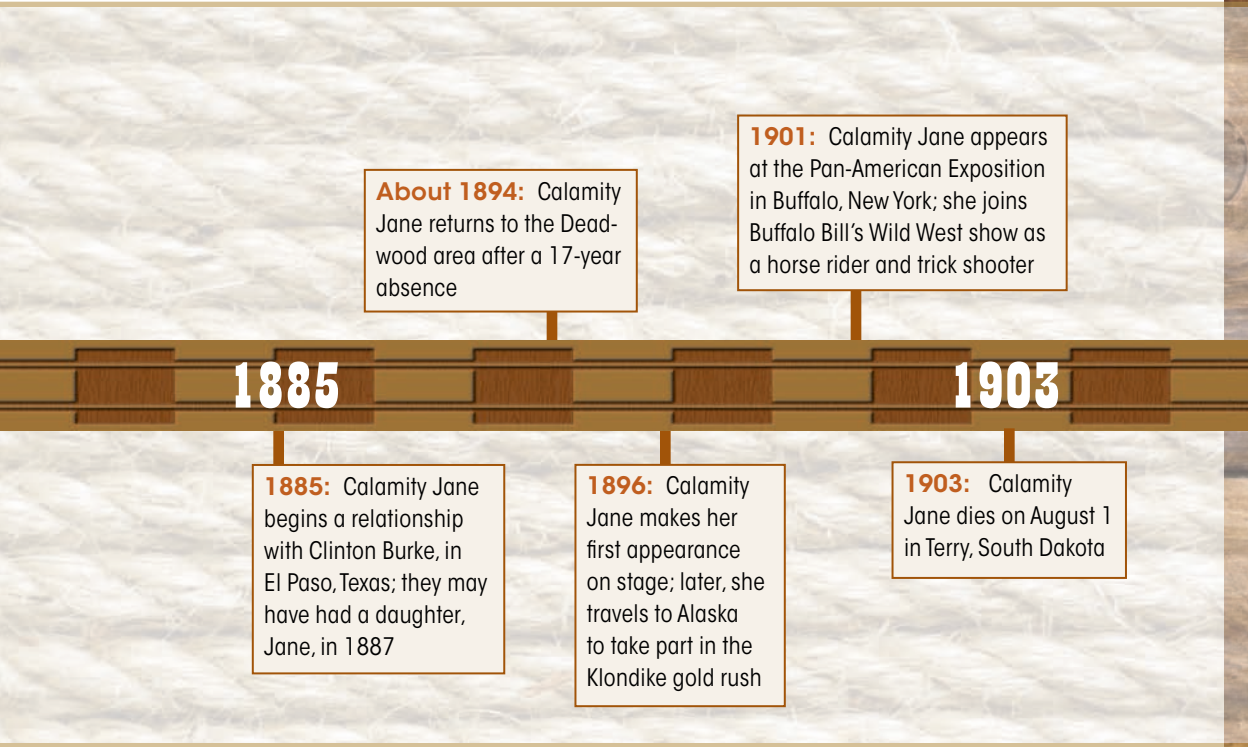 1901: Calamity Jane appears
at the Pan-American Exposition
in Buffalo, New York; she joins
Buffalo Bill's Wild West show as
a horse rider and trick shooter
About 1894: Calamity
Jane returns to the Dead-
wood area after a 17-year
absence
1885
1903
1885: Calamity Jane
begins a relationship
with Clinton Burke, in
El Paso, Texas; they may
have had a daughter,
Jane, in 1887
1896: Calamity
Jane makes her
first appearance
on stage; later, she
travels to Alaska
to take part in the
Klondike gold rush
1903: Calamity
Jane dies on August 1
in Terry, South Dakota